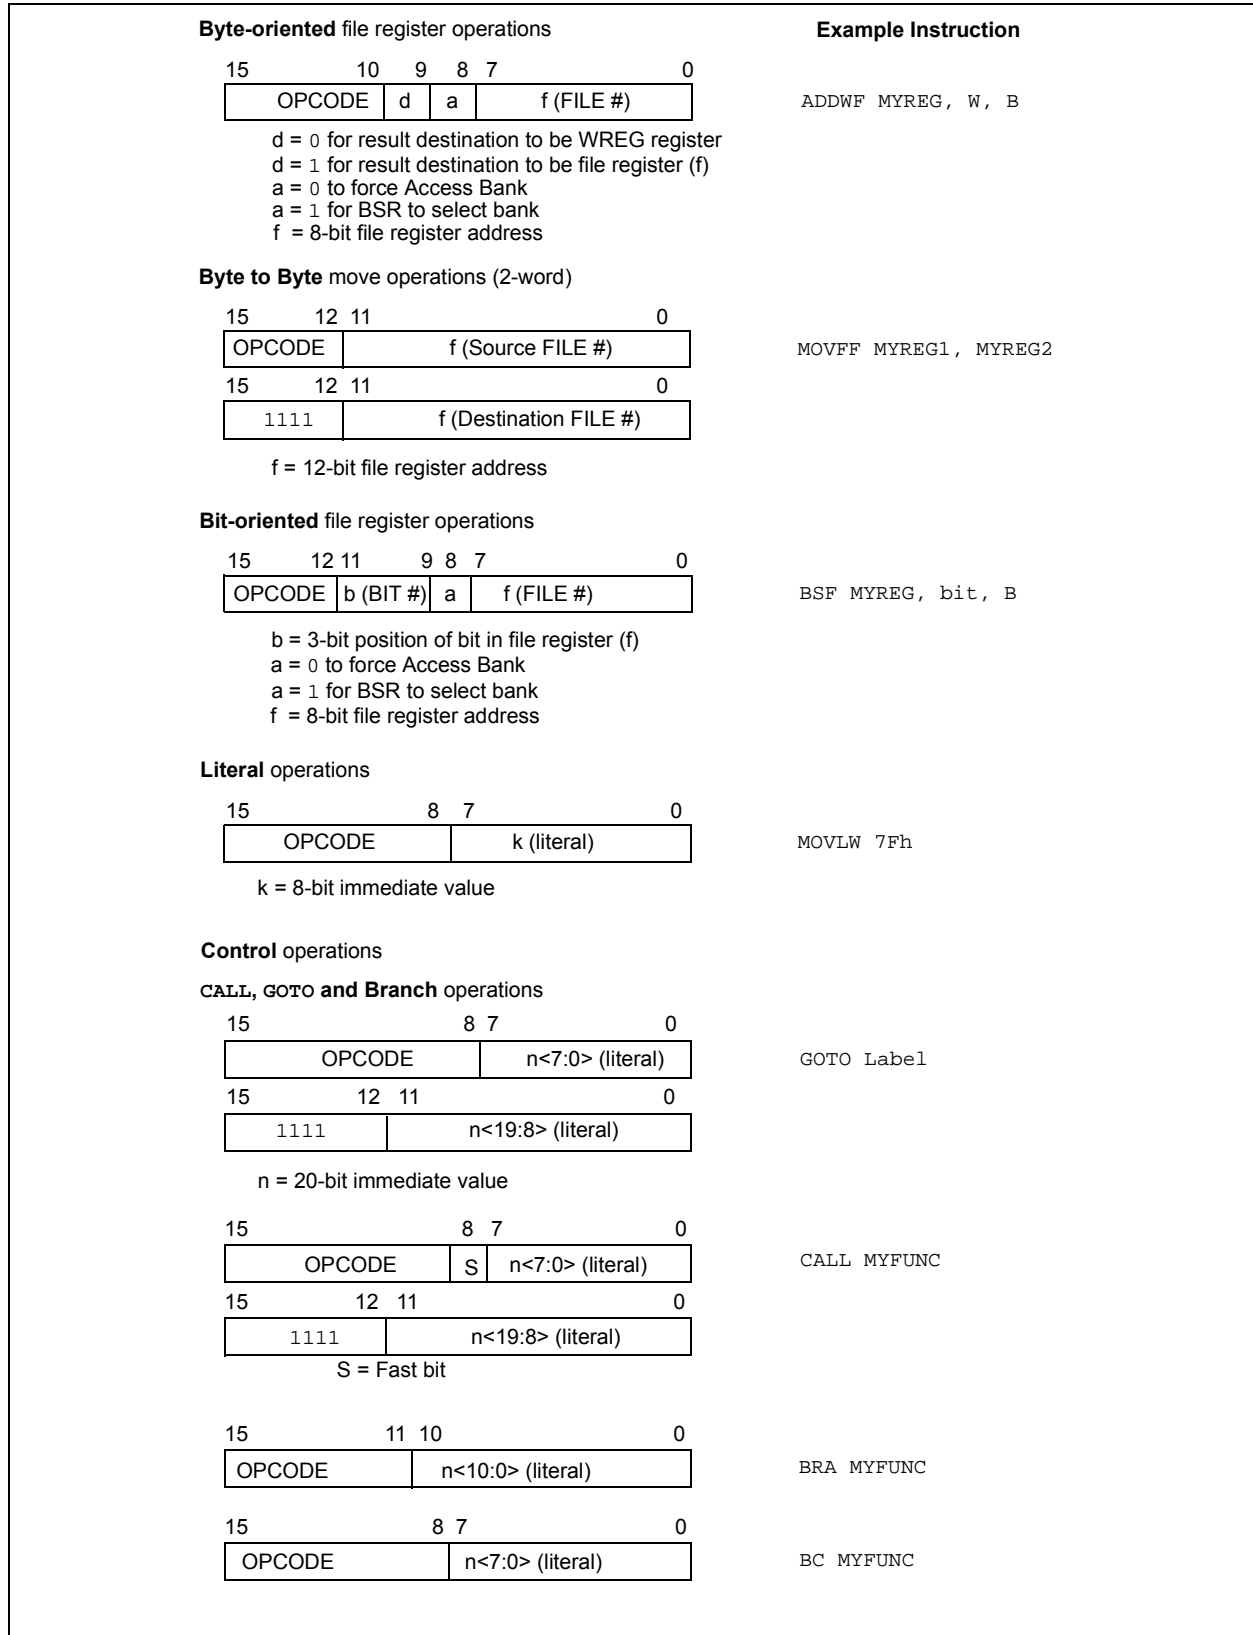 Byte-oriented file register operations Example Instruction
15 10 9 8 7 0
OPCODE d a f (FILE #) ADDWF MYREG, W, B
d = 0 for result destination to be WREG register
d = 1 for result destination to be file register (f)
a = 0 to force Access Bank
a = 1 for BSR to select bank
f = 8-bit file register address
Byte to Byte move operations (2-word)
15 12 11 0
OPCODE f (Source FILE #) MOVFF MYREG1, MYREG2
15 12 11 0
1111 f (Destination FILE #)
f = 12-bit file register address
Bit-oriented file register operations
15 12 11 9 8 7 0
OPCODE b (BIT #) a f (FILE #) BSF MYREG, bit, B
b = 3-bit position of bit in file register (f)
a = 0 to force Access Bank
a = 1 for BSR to select bank
f = 8-bit file register address
Literal operations
15 8 7 0
OPCODE k (literal) MOVLW 7Fh
k = 8-bit immediate value
Control operations
CALL, GOTO and Branch operations
15 8 7 0
OPCODE n<7:0> (literal) GOTO Label
15 12 11 0
1111 n<19:8> (literal)
n = 20-bit immediate value
15 8 7 0
OPCODE S n<7:0> (literal) CALL MYFUNC
15 12 11 0
1111 n<19:8> (literal)
S = Fast bit
15 11 10 0
OPCODE n<10:0> (literal) BRA MYFUNC
15 8 7 0
OPCODE n<7:0> (literal) BC MYFUNC